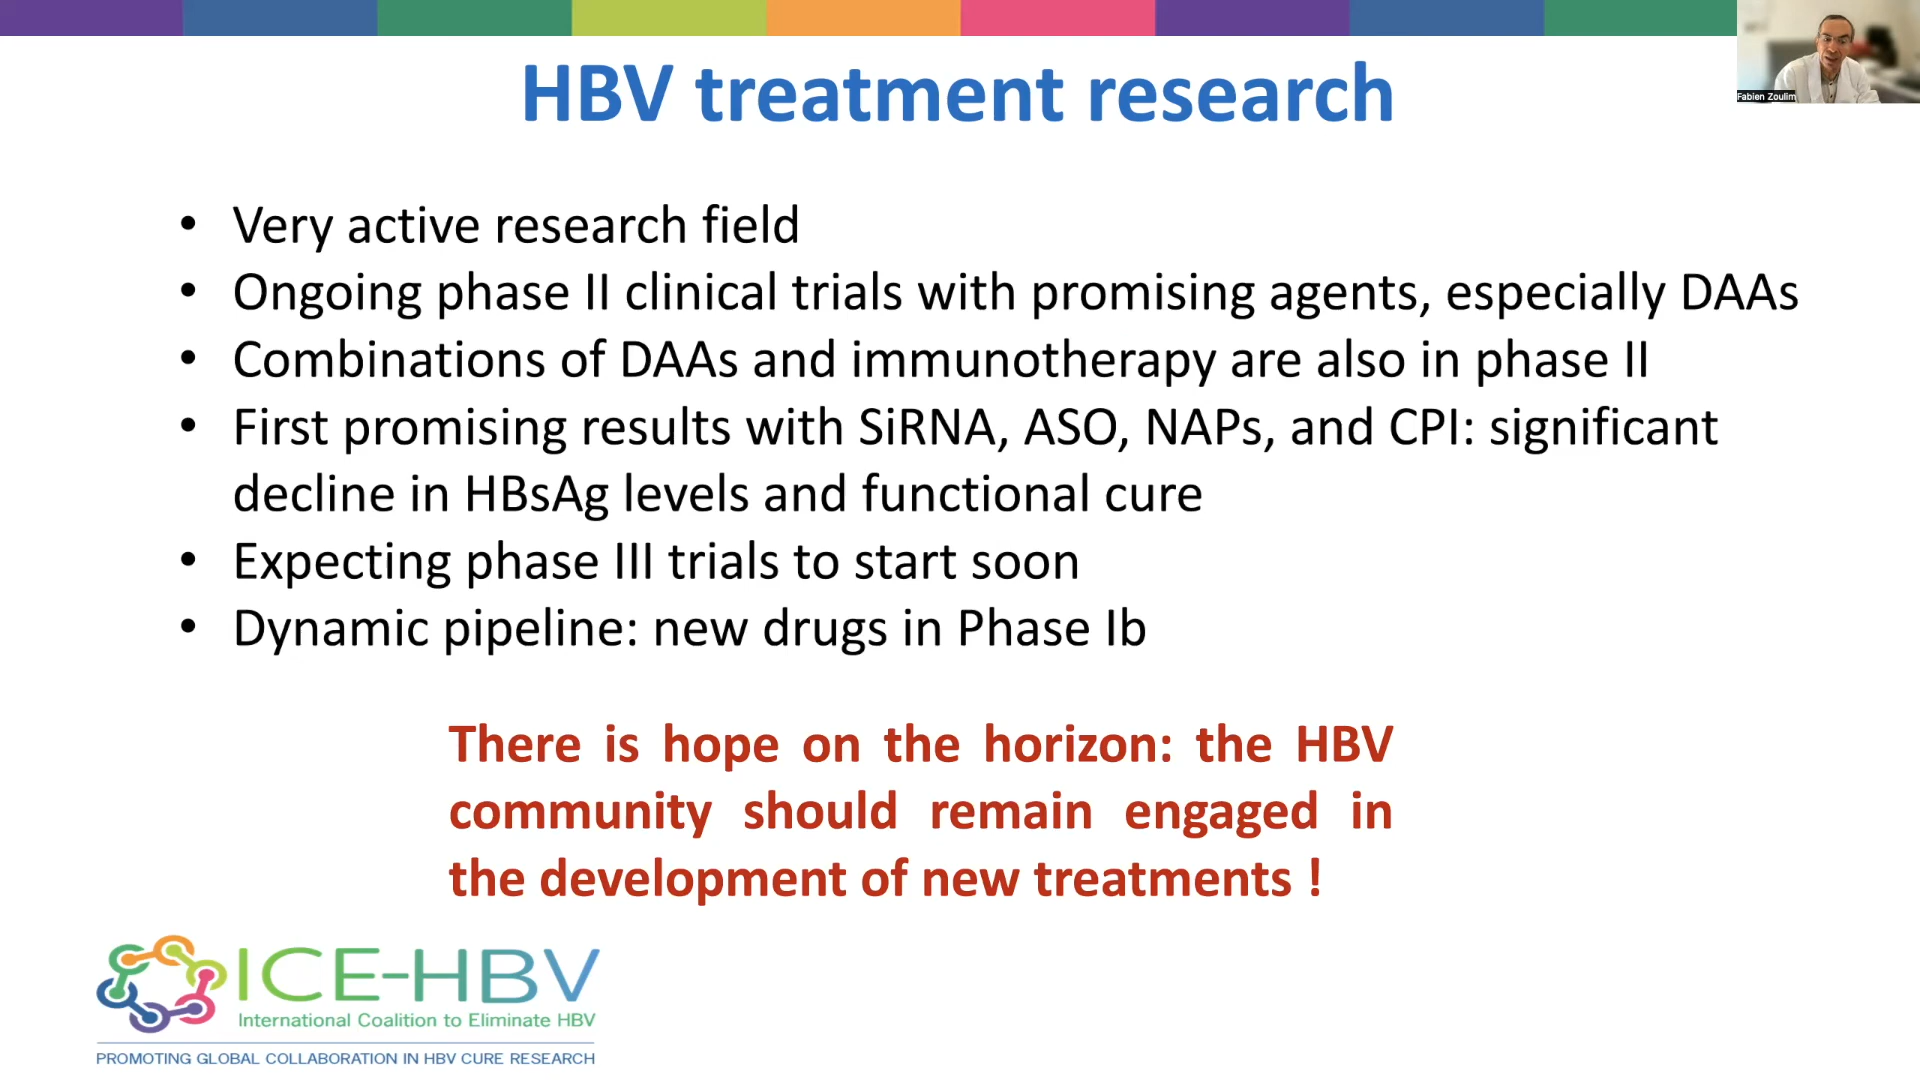 HBV treatment research
Fabien Zoulim
• Very active research field
• Ongoing phase II clinical trials with promising agents, especially DAAs
• Combinations of DAAs and immunotherapy are also in phase II
• First promising results with SiRNA, ASO, NAPs, and CPI: significant
decline in HBsAg levels and functional cure
• Expecting phase III trials to start soon
• Dynamic pipeline: new drugs in Phase Ib
There is hope on the horizon: the HBV
community should remain engaged in
the development of new treatments !
ICE-HBV
International Coalition to Eliminate HBV
PROMOTING GLOBAL COLLABORATION IN HBV CURE RESEARCH